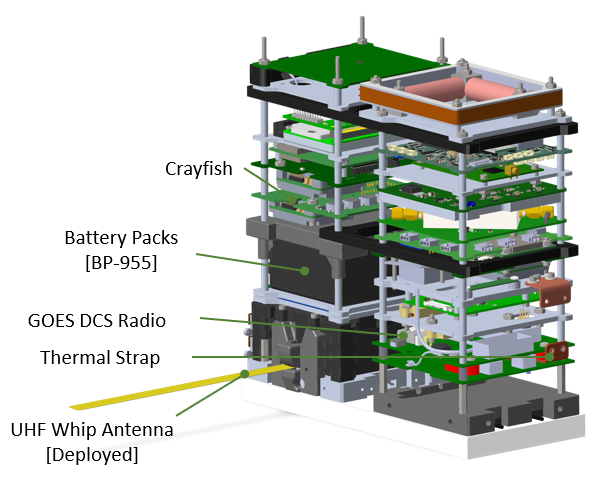 Crayfish
Battery Packs
[BP-955]
GOES DCS Radio
Thermal Strap
UHF Whip Antenna
[Deployed]